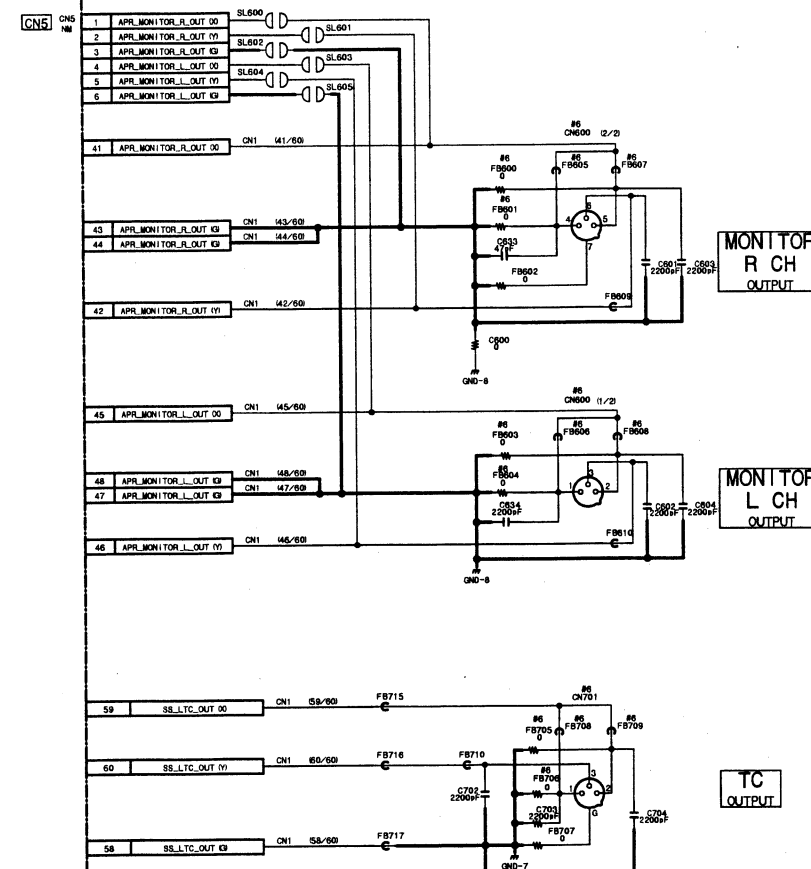 CN5 CN5 NM
1 APR_MONITOR_R_OUT (X) SL600
2 APR_MONITOR_R_OUT (Y) SL601
3 APR_MONITOR_R_OUT (G) SL602
4 APR_MONITOR_L_OUT (X) SL603
5 APR_MONITOR_L_OUT (Y) SL604
6 APR_MONITOR_L_OUT (G) SL605
#6
CN600 (2/2)
41 APR_MONITOR_R_OUT (X) CN1 (41/60)
#6 FB600 0
#6 FB605
#6 FB607
#6 FB601 0
6
43 APR_MONITOR_R_OUT (G) CN1 (43/60)
4 5
44 APR_MONITOR_R_OUT (G) CN1 (44/60)
7
C633
FB602 0
C601 2200pF
C603 2200pF
MONITOR
R CH
OUTPUT
42 APR_MONITOR_R_OUT (Y) CN1 (42/60)
FB609
C600 0
GND-8
#6
CN600 (1/2)
45 APR_MONITOR_L_OUT (X) CN1 (45/60)
#6 FB603 0
#6 FB606
#6 FB608
48 APR_MONITOR_L_OUT (G) CN1 (48/60)
#6 FB604 0
3
47 APR_MONITOR_L_OUT (G) CN1 (47/60)
1 2
C634 2200pF
C602 2200pF
C604 2200pF
MONITOR
L CH
OUTPUT
46 APR_MONITOR_L_OUT (Y) CN1 (46/60)
FB610
GND-8
#6
CN701
59 SS_LTC_OUT (X) CN1 (59/60) FB715
#6 FB705 0
#6 FB708
#6 FB709
60 SS_LTC_OUT (Y) CN1 (60/60) FB716 FB710
#6 FB706 0
3
1 2
G
C702 2200pF
C703 2200pF
C704 2200pF
TC
OUTPUT
FB707 0
58 SS_LTC_OUT (G) CN1 (58/60) FB717
GND-7